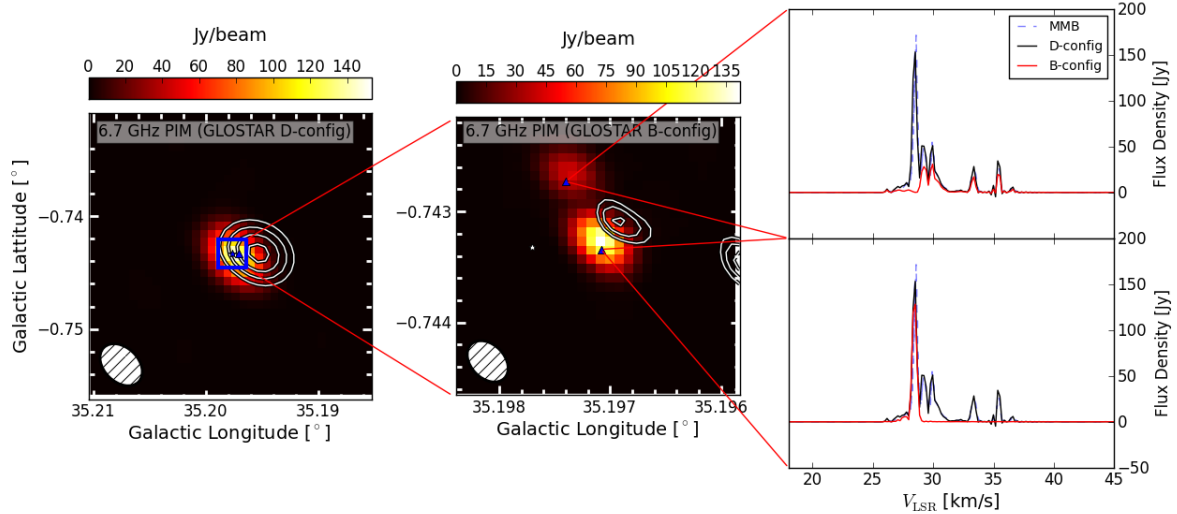 Jy/beam
0 20 40 60 80 100 120 140
6.7 GHz PIM (GLOSTAR D-config)
Galactic Lattitude [°]
−0.74
−0.75
35.21 35.20 35.19
Galactic Longitude [°]
Jy/beam
0 15 30 45 60 75 90 105 120 135
6.7 GHz PIM (GLOSTAR B-config)
−0.743
−0.744
35.198 35.197 35.196
Galactic Longitude [°]
MMB
D-config
B-config
200
150
100
50
0
Flux Density [Jy]
200
150
100
50
0
−50
Flux Density [Jy]
20 25 30 35 40 45
V_LSR [km/s]